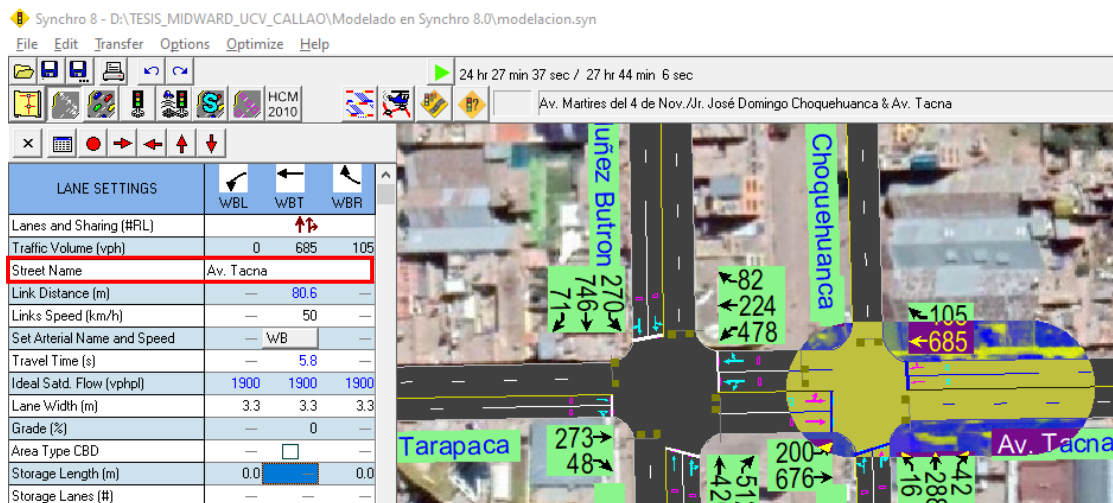 Synchro 8 - D:\TESIS_MIDWARD_UCV_CALLAO\Modelado en Synchro 8.0\modelacion.syn
File Edit Transfer Options Optimize Help
24 hr 27 min 37 sec / 27 hr 44 min 6 sec
HCM 2010
Av. Martires del 4 de Nov./Jr. José Domingo Choquehuanca & Av. Tacna
LANE SETTINGS WBL WBT WBR
Lanes and Sharing (#RL)
Traffic Volume (vph) 0 685 105
Street Name Av. Tacna
Link Distance (m) — 80.6 —
Links Speed (km/h) — 50 —
Set Arterial Name and Speed — WB —
Travel Time (s) — 5.8 —
Ideal Satd. Flow (vphpl) 1900 1900 1900
Lane Width (m) 3.3 3.3 3.3
Grade (%) — 0 —
Area Type CBD — —
Storage Length (m) 0.0 — 0.0
Storage Lanes (#) — — —
uñez Butron
Choquehuanca
270
746
71
82
224
478
105
685
Tarapaca
273
48
200
676
Av. Tacna
42
51
16
28
42